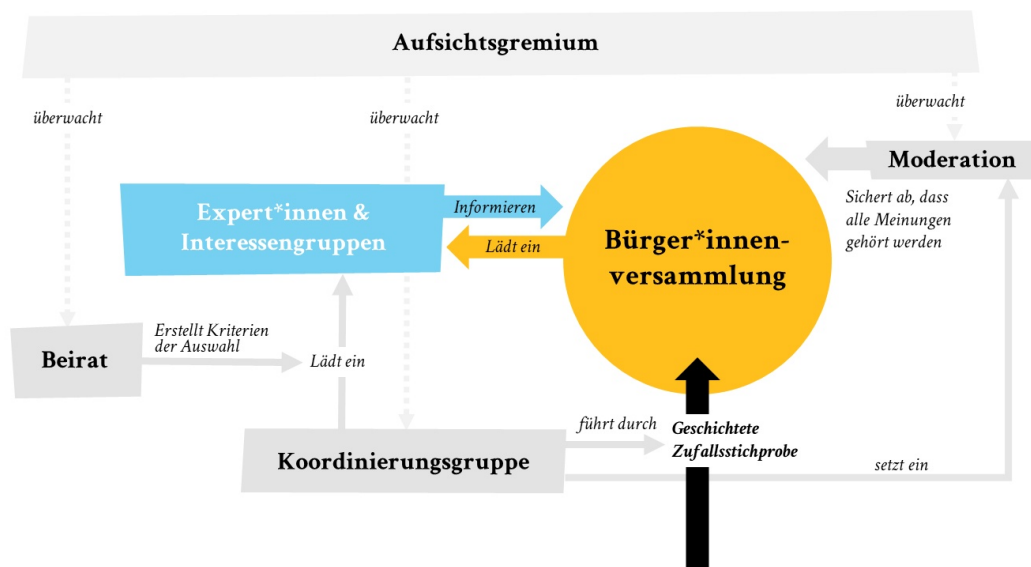 Aufsichtsgremium
überwacht
überwacht
überwacht
Moderation
Sichert ab, dass
alle Meinungen
gehört werden
Expert*innen &
Interessengruppen
Informieren
Lädt ein
Bürger*innen-
versammlung
Beirat
Erstellt Kriterien
der Auswahl
Lädt ein
Koordinierungsgruppe
führt durch
Geschichtete
Zufallsstichprobe
setzt ein